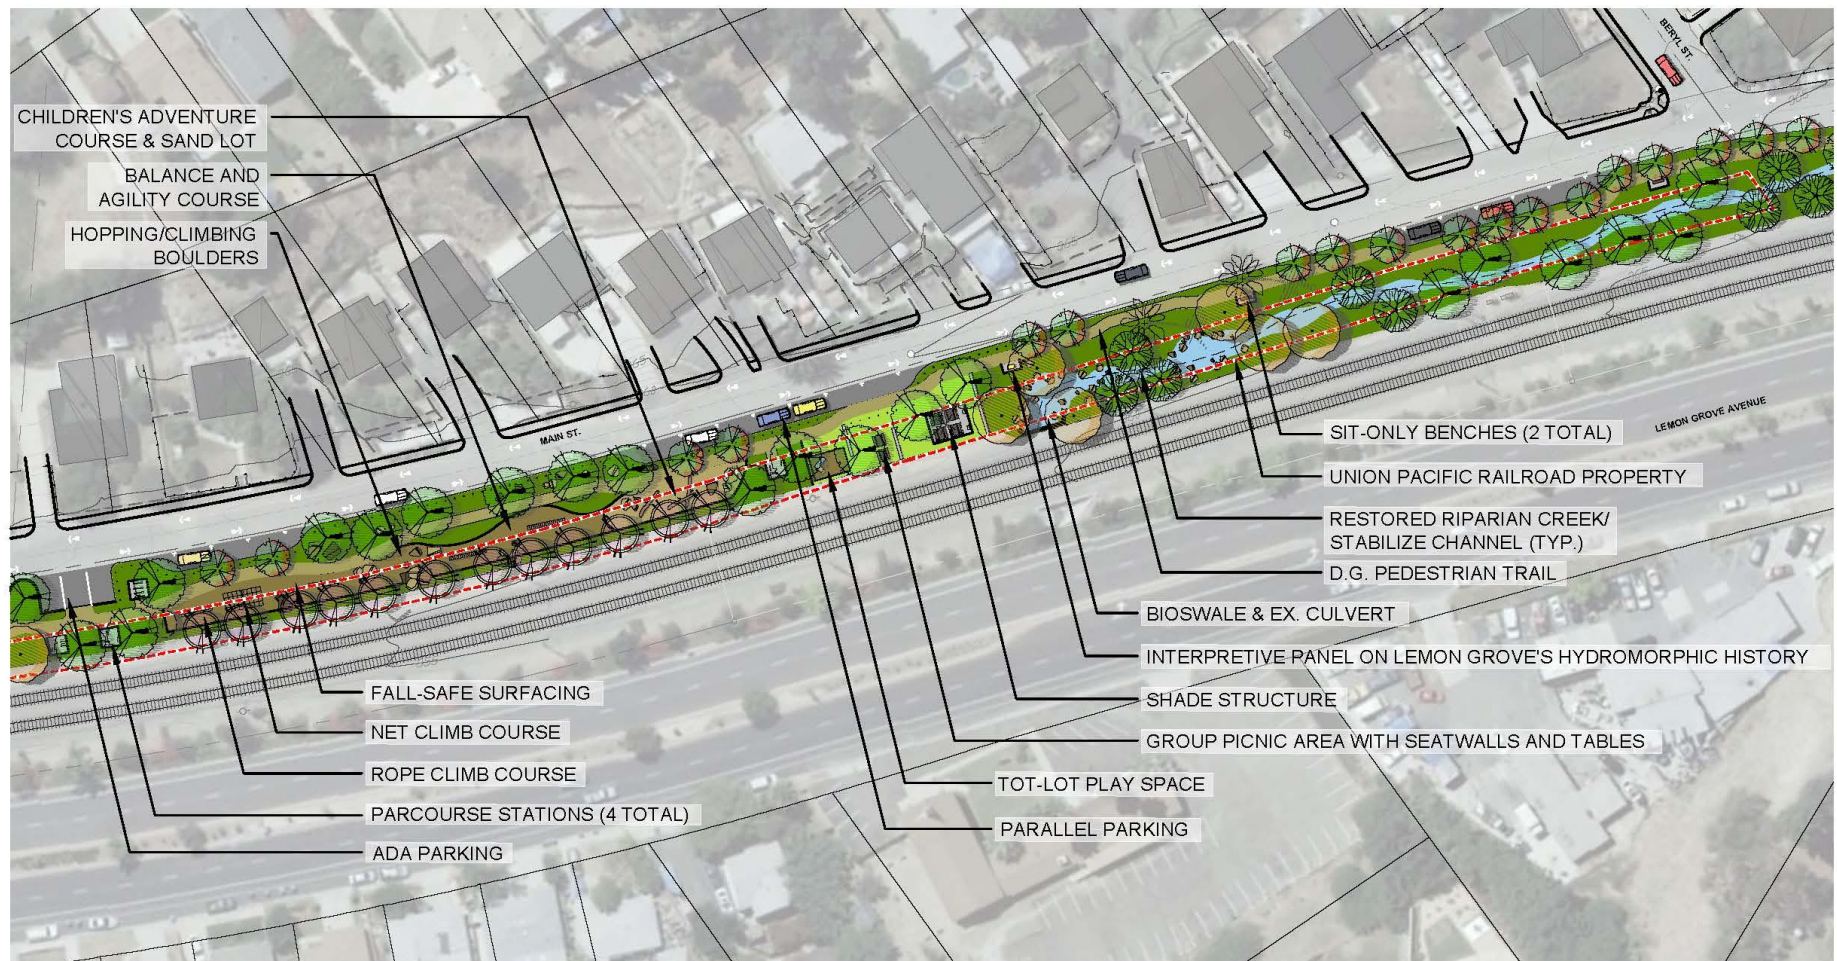 BERYL ST.
CHILDREN'S ADVENTURE
COURSE & SAND LOT
BALANCE AND
AGILITY COURSE
HOPPING/CLIMBING
BOULDERS
MAIN ST.
LEMON GROVE AVENUE
SIT-ONLY BENCHES (2 TOTAL)
UNION PACIFIC RAILROAD PROPERTY
RESTORED RIPARIAN CREEK/
STABILIZE CHANNEL (TYP.)
D.G. PEDESTRIAN TRAIL
BIOSWALE & EX. CULVERT
INTERPRETIVE PANEL ON LEMON GROVE'S HYDROMORPHIC HISTORY
SHADE STRUCTURE
GROUP PICNIC AREA WITH SEATWALLS AND TABLES
TOT-LOT PLAY SPACE
PARALLEL PARKING
FALL-SAFE SURFACING
NET CLIMB COURSE
ROPE CLIMB COURSE
PARCOURSE STATIONS (4 TOTAL)
ADA PARKING